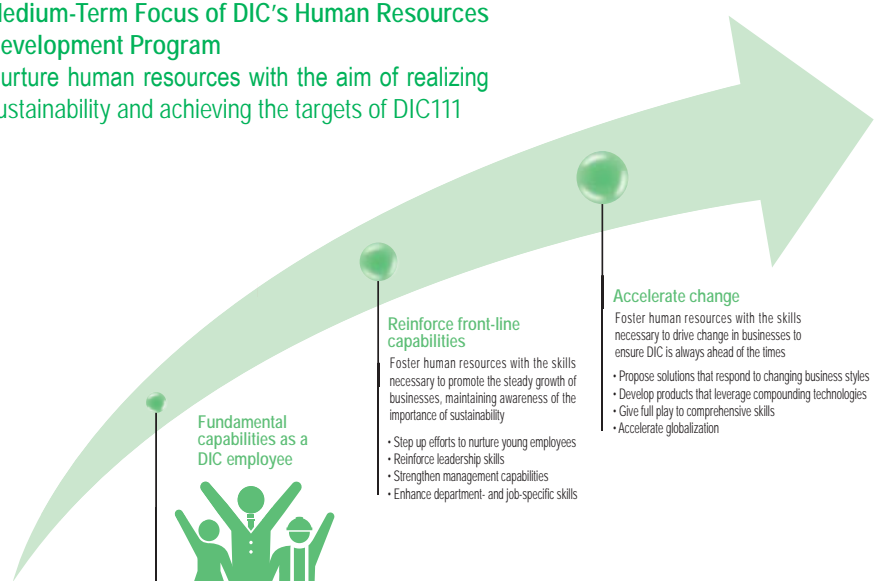 Medium-Term Focus of DIC's Human Resources
Development Program
Nurture human resources with the aim of realizing
sustainability and achieving the targets of DIC111
Accelerate change
Foster human resources with the skills
necessary to drive change in businesses to
ensure DIC is always ahead of the times
• Propose solutions that respond to changing business styles
• Develop products that leverage compounding technologies
• Give full play to comprehensive skills
• Accelerate globalization
Reinforce front-line
capabilities
Foster human resources with the skills
necessary to promote the steady growth of
businesses, maintaining awareness of the
importance of sustainability
• Step up efforts to nurture young employees
• Reinforce leadership skills
• Strengthen management capabilities
• Enhance department- and job-specific skills
Fundamental
capabilities as a
DIC employee